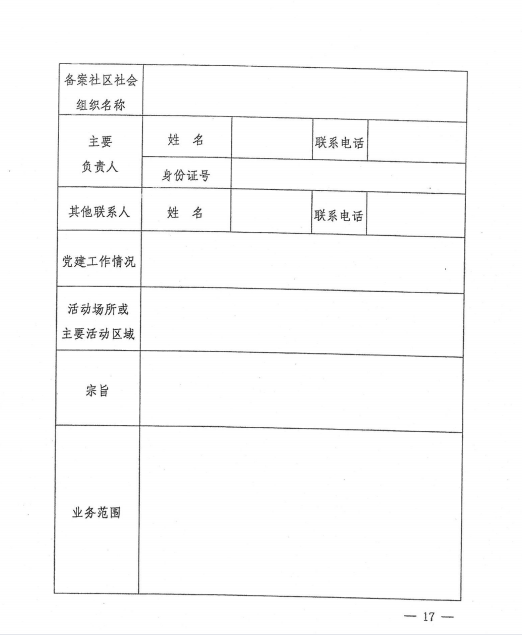 备案社区社会
组织名称
主要
负责人
姓 名
联系电话
身份证号
其他联系人
姓 名
联系电话
党建工作情况
活动场所或
主要活动区域
宗旨
业务范围
— 17 —